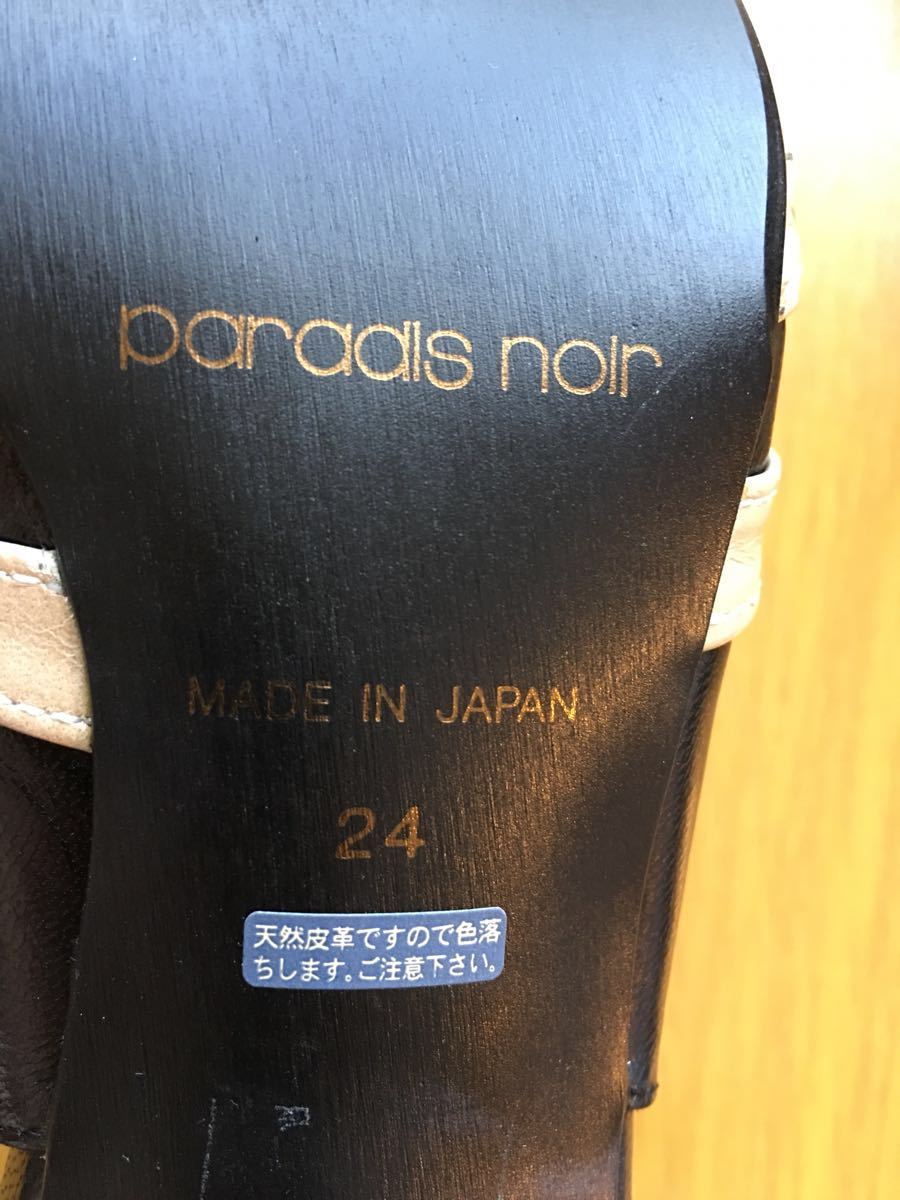 paradis noir
MADE IN JAPAN
24
天然皮革ですので色落
ちします。ご注意下さい。